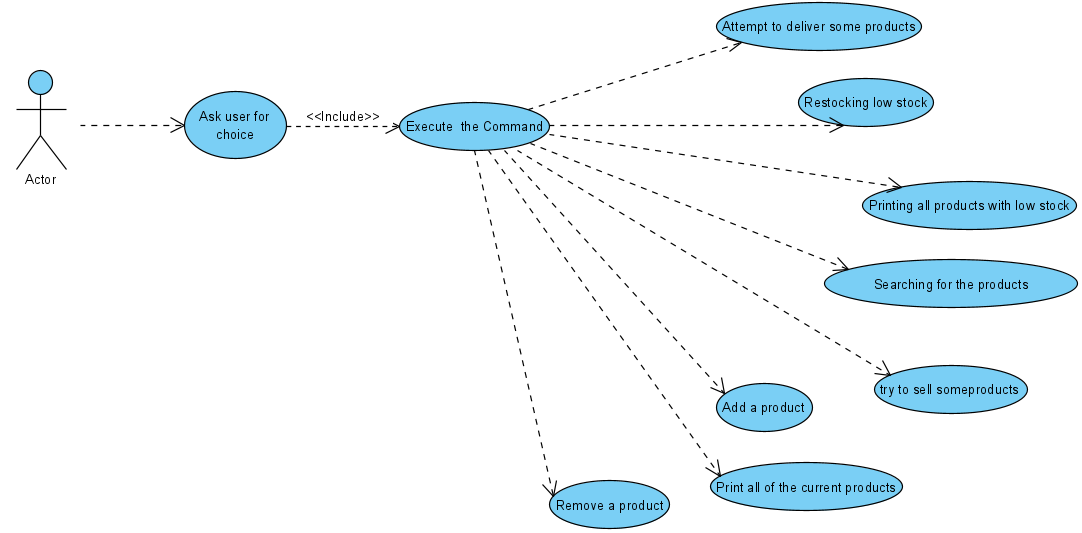 Attempt to deliver some products
Restocking low stock
Ask user for
choice
<<Include>>
Execute the Command
Actor
Printing all products with low stock
Searching for the products
try to sell someproducts
Add a product
Print all of the current products
Remove a product